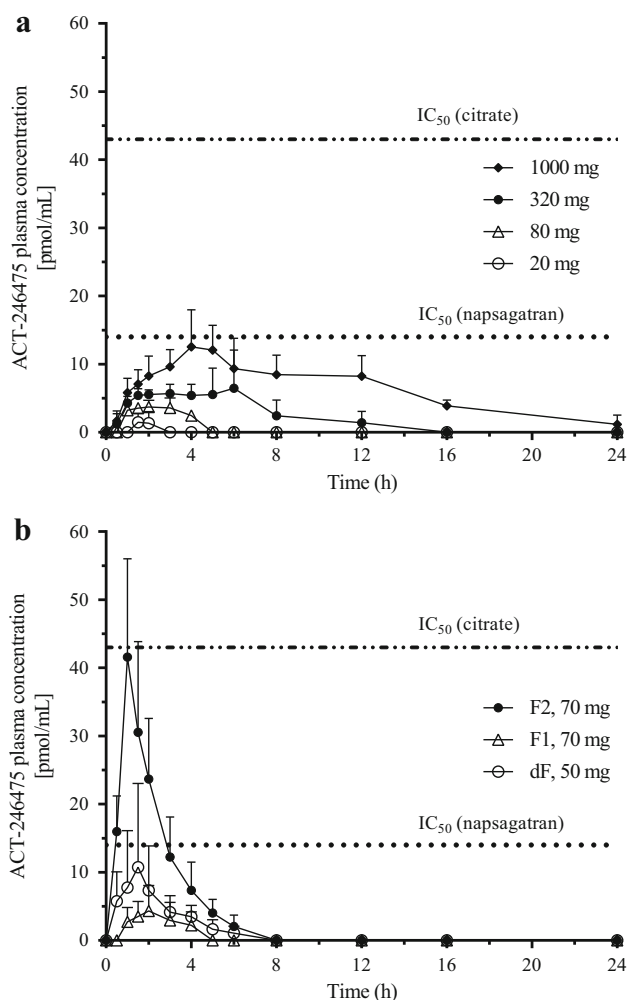 a
ACT-246475 plasma concentration
[pmol/mL]
60
50
40
30
20
10
0
IC50 (citrate)
1000 mg
320 mg
80 mg
20 mg
IC50 (napsagatran)
0 4 8 12 16 20 24
Time (h)
b
ACT-246475 plasma concentration
[pmol/mL]
60
50
40
30
20
10
0
IC50 (citrate)
F2, 70 mg
F1, 70 mg
dF, 50 mg
IC50 (napsagatran)
0 4 8 12 16 20 24
Time (h)